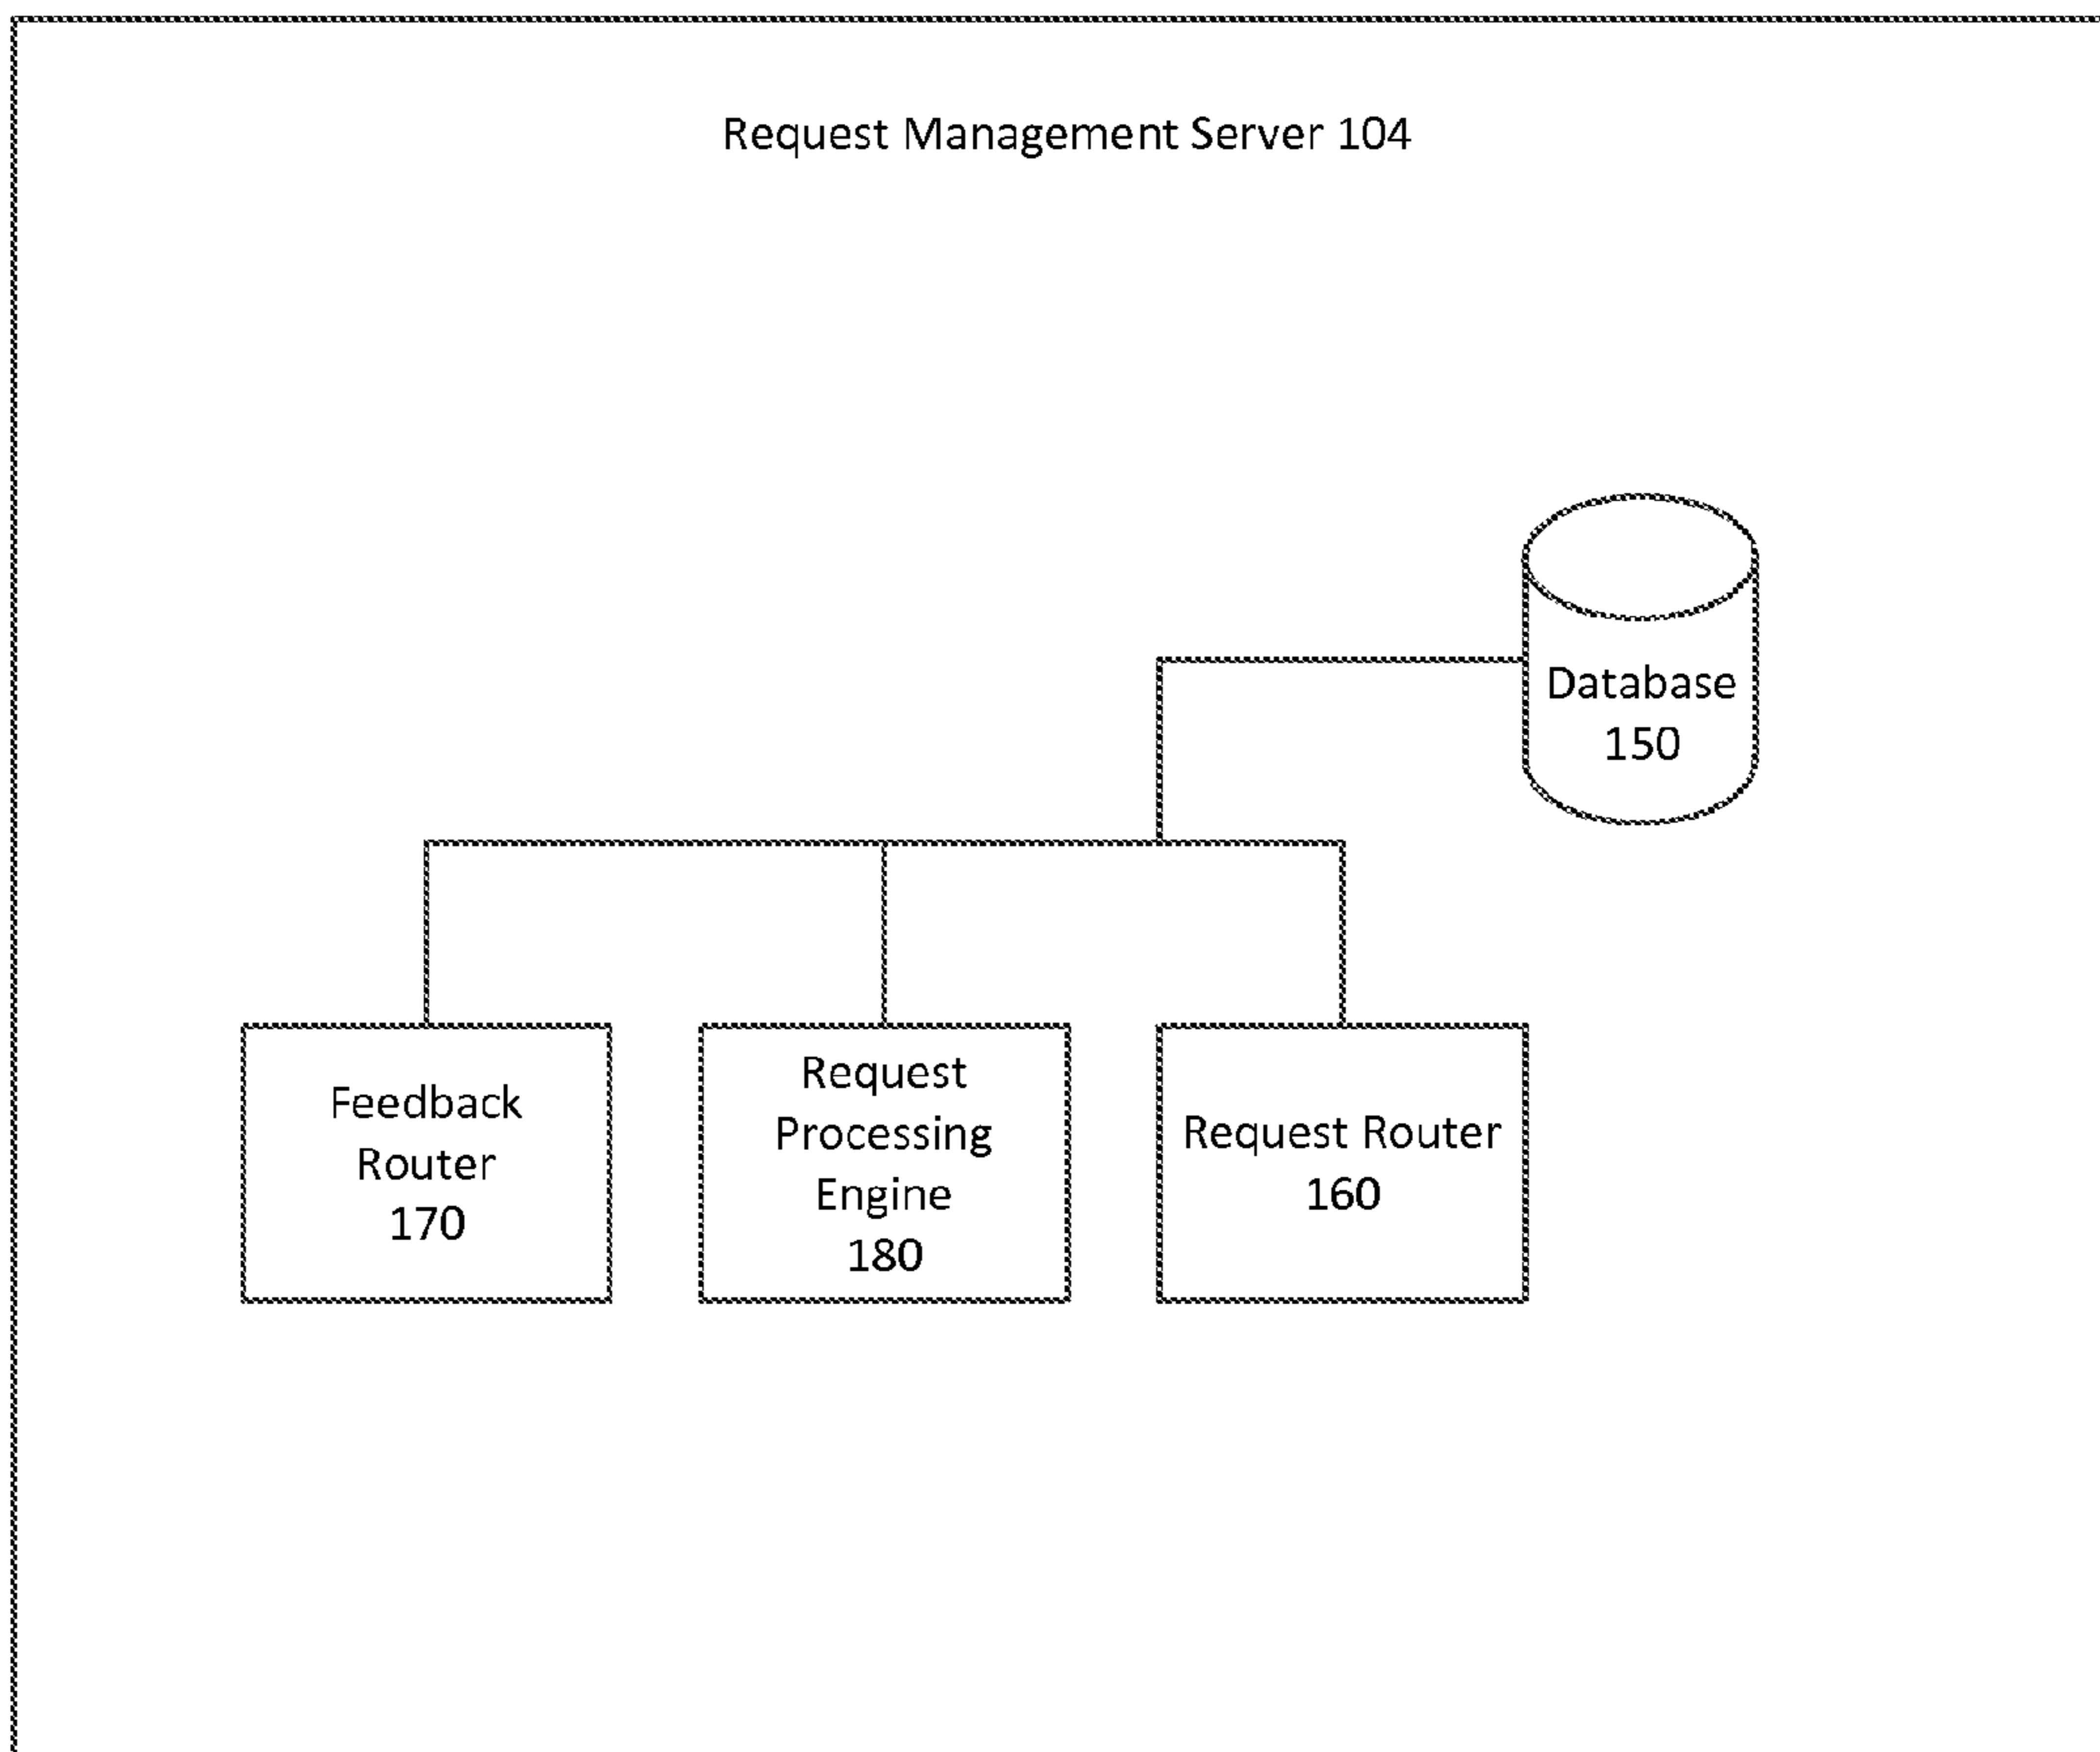 Request Management Server 104
Database
150
Feedback
Router
170
Request
Processing
Engine
180
Request Router
160